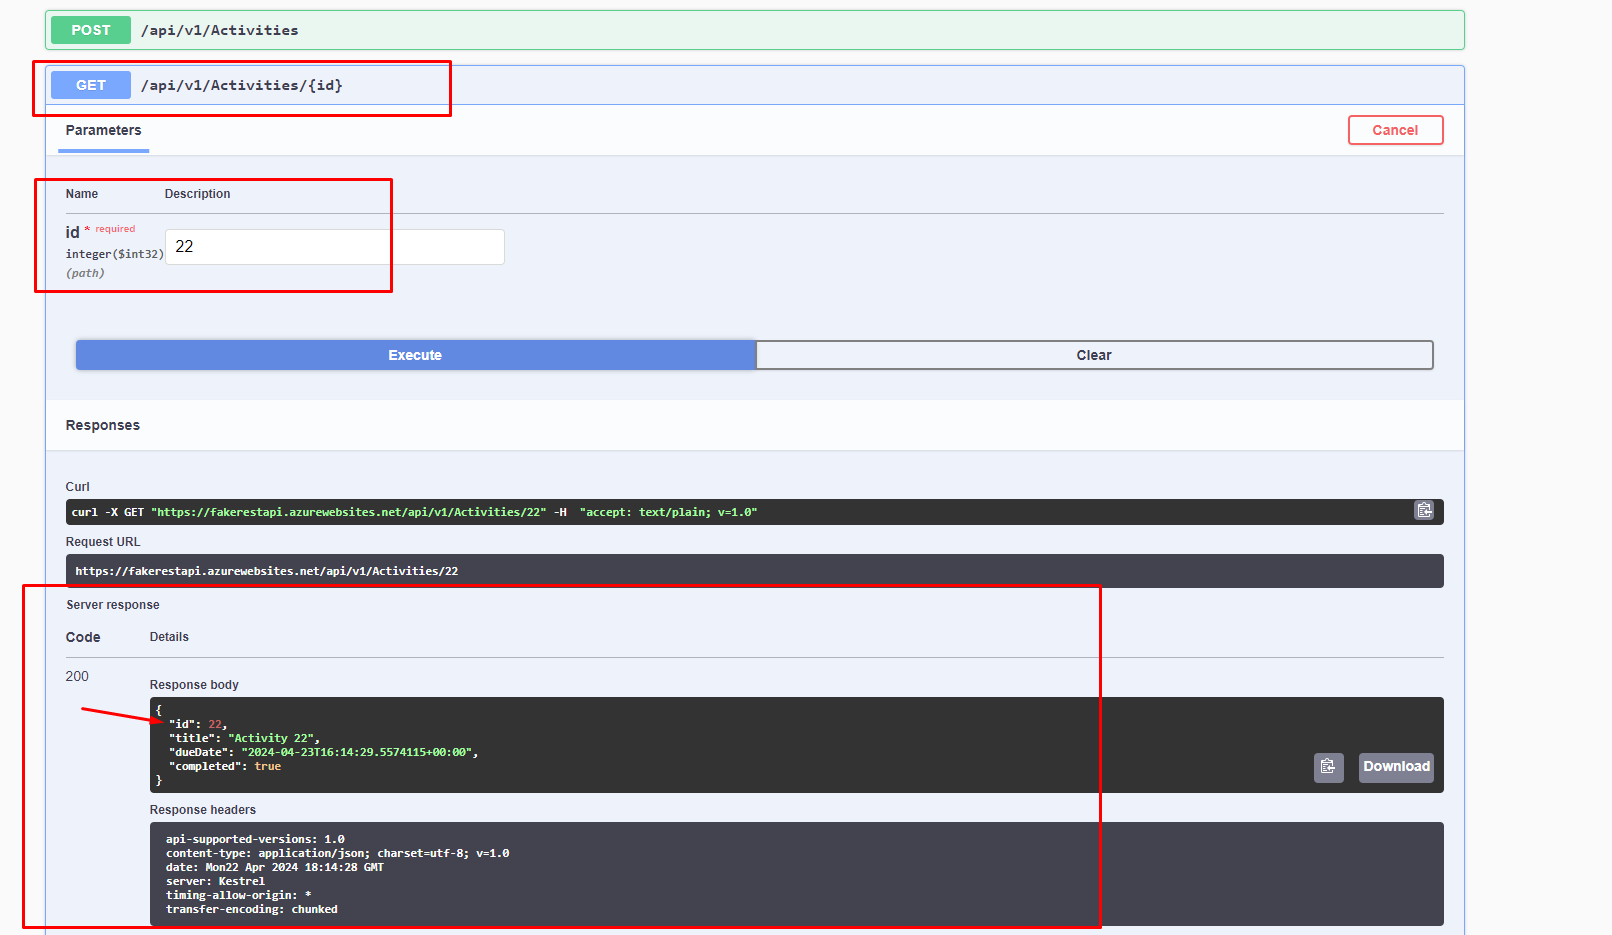 POST /api/v1/Activities
GET /api/v1/Activities/{id}
Parameters
Cancel
Name Description
id * required
integer($int32)
(path)
22
Execute Clear
Responses
Curl
curl -X GET "https://fakerestapi.azurewebsites.net/api/v1/Activities/22" -H  "accept: text/plain; v=1.0"
Request URL
https://fakerestapi.azurewebsites.net/api/v1/Activities/22
Server response
Code Details
200
Response body
{
  "id": 22,
  "title": "Activity 22",
  "dueDate": "2024-04-23T16:14:29.5574115+00:00",
  "completed": true
}
Download
Response headers
api-supported-versions: 1.0
content-type: application/json; charset=utf-8; v=1.0
date: Mon22 Apr 2024 18:14:28 GMT
server: Kestrel
timing-allow-origin: *
transfer-encoding: chunked